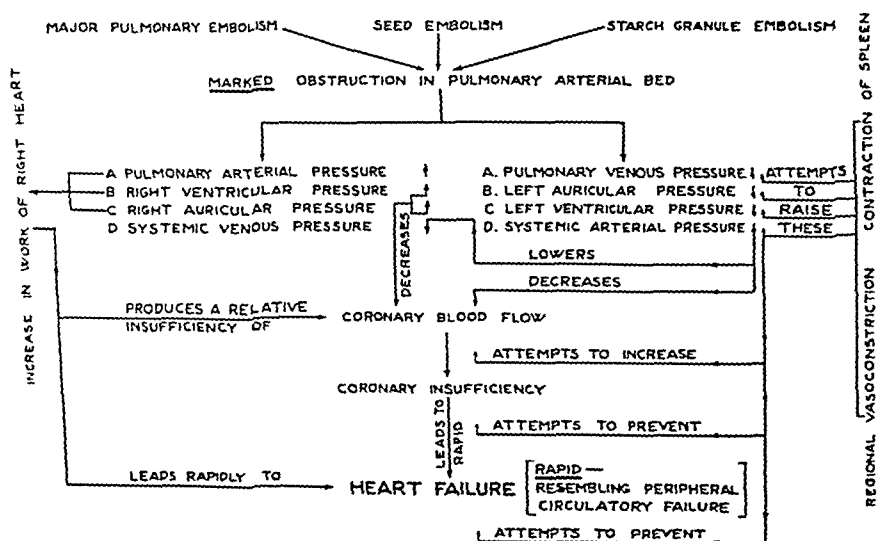 MAJOR PULMONARY EMBOLISM
SEED EMBOLISM
STARCH GRANULE EMBOLISM
MARKED OBSTRUCTION IN PULMONARY ARTERIAL BED
INCREASE IN WORK OF RIGHT HEART
A PULMONARY ARTERIAL PRESSURE
B RIGHT VENTRICULAR PRESSURE
C RIGHT AURICULAR PRESSURE
D SYSTEMIC VENOUS PRESSURE
A. PULMONARY VENOUS PRESSURE
B. LEFT AURICULAR PRESSURE
C LEFT VENTRICULAR PRESSURE
D. SYSTEMIC ARTERIAL PRESSURE
ATTEMPTS
TO
RAISE
THESE
REGIONAL VASOCONSTRICTION CONTRACTION OF SPLEEN
DECREASES
LOWERS
DECREASES
PRODUCES A RELATIVE
INSUFFICIENCY OF
CORONARY BLOOD FLOW
ATTEMPTS TO INCREASE
CORONARY INSUFFICIENCY
LEADS TO
RAPID
ATTEMPTS TO PREVENT
LEADS RAPIDLY TO
HEART FAILURE
RAPID —
RESEMBLING PERIPHERAL
CIRCULATORY FAILURE
ATTEMPTS TO PREVENT